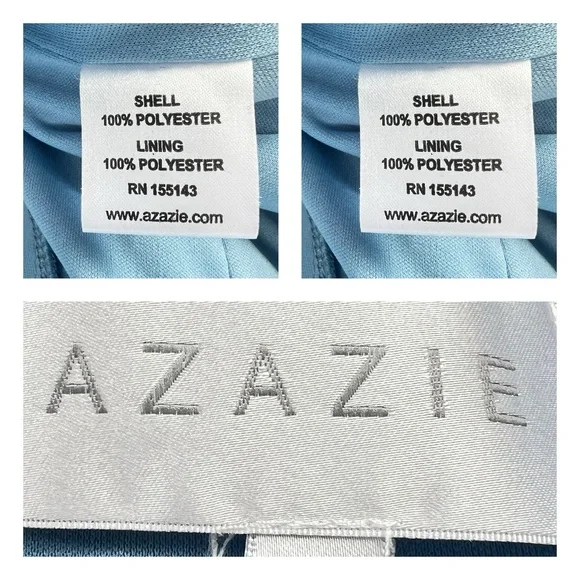 SHELL
100% POLYESTER
LINING
100% POLYESTER
RN 155143
www.azazie.com
SHELL
100% POLYESTER
LINING
100% POLYESTER
RN 155143
www.azazie.com
AZAZIE